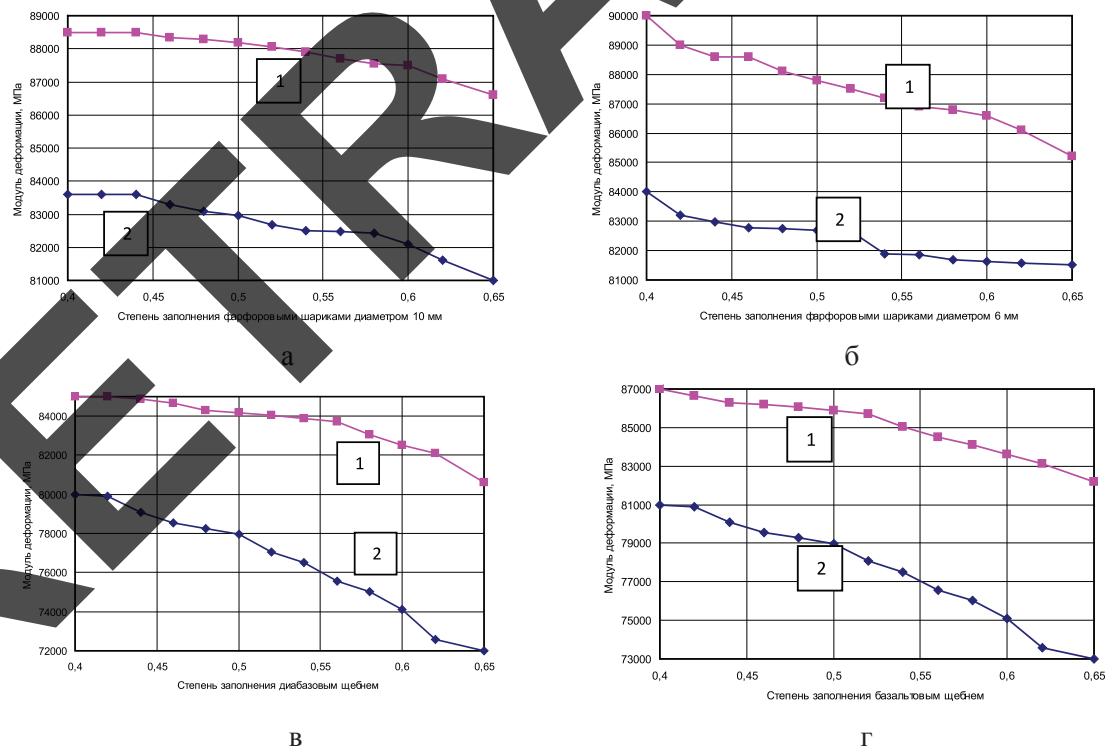 89000
88000
87000
86000
85000
84000
83000
82000
81000
Модуль деформации, МПа
1
2
0,4 0,45 0,5 0,55 0,6 0,65
Степень заполнения фарфоровыми шариками диаметром 10 мм
а
90000
89000
88000
87000
86000
85000
84000
83000
82000
81000
Модуль деформации, МПа
1
2
0,4 0,45 0,5 0,55 0,6 0,65
Степень заполнения фарфоровыми шариками диаметром 6 мм
б
84000
82000
80000
78000
76000
74000
72000
Модуль деформации, МПа
1
2
0,4 0,45 0,5 0,55 0,6 0,65
Степень заполнения диабазовым щебнем
в
87000
85000
83000
81000
79000
77000
75000
73000
Модуль деформации, МПа
1
2
0,4 0,45 0,5 0,55 0,6 0,65
Степень заполнения базальтовым щебнем
г